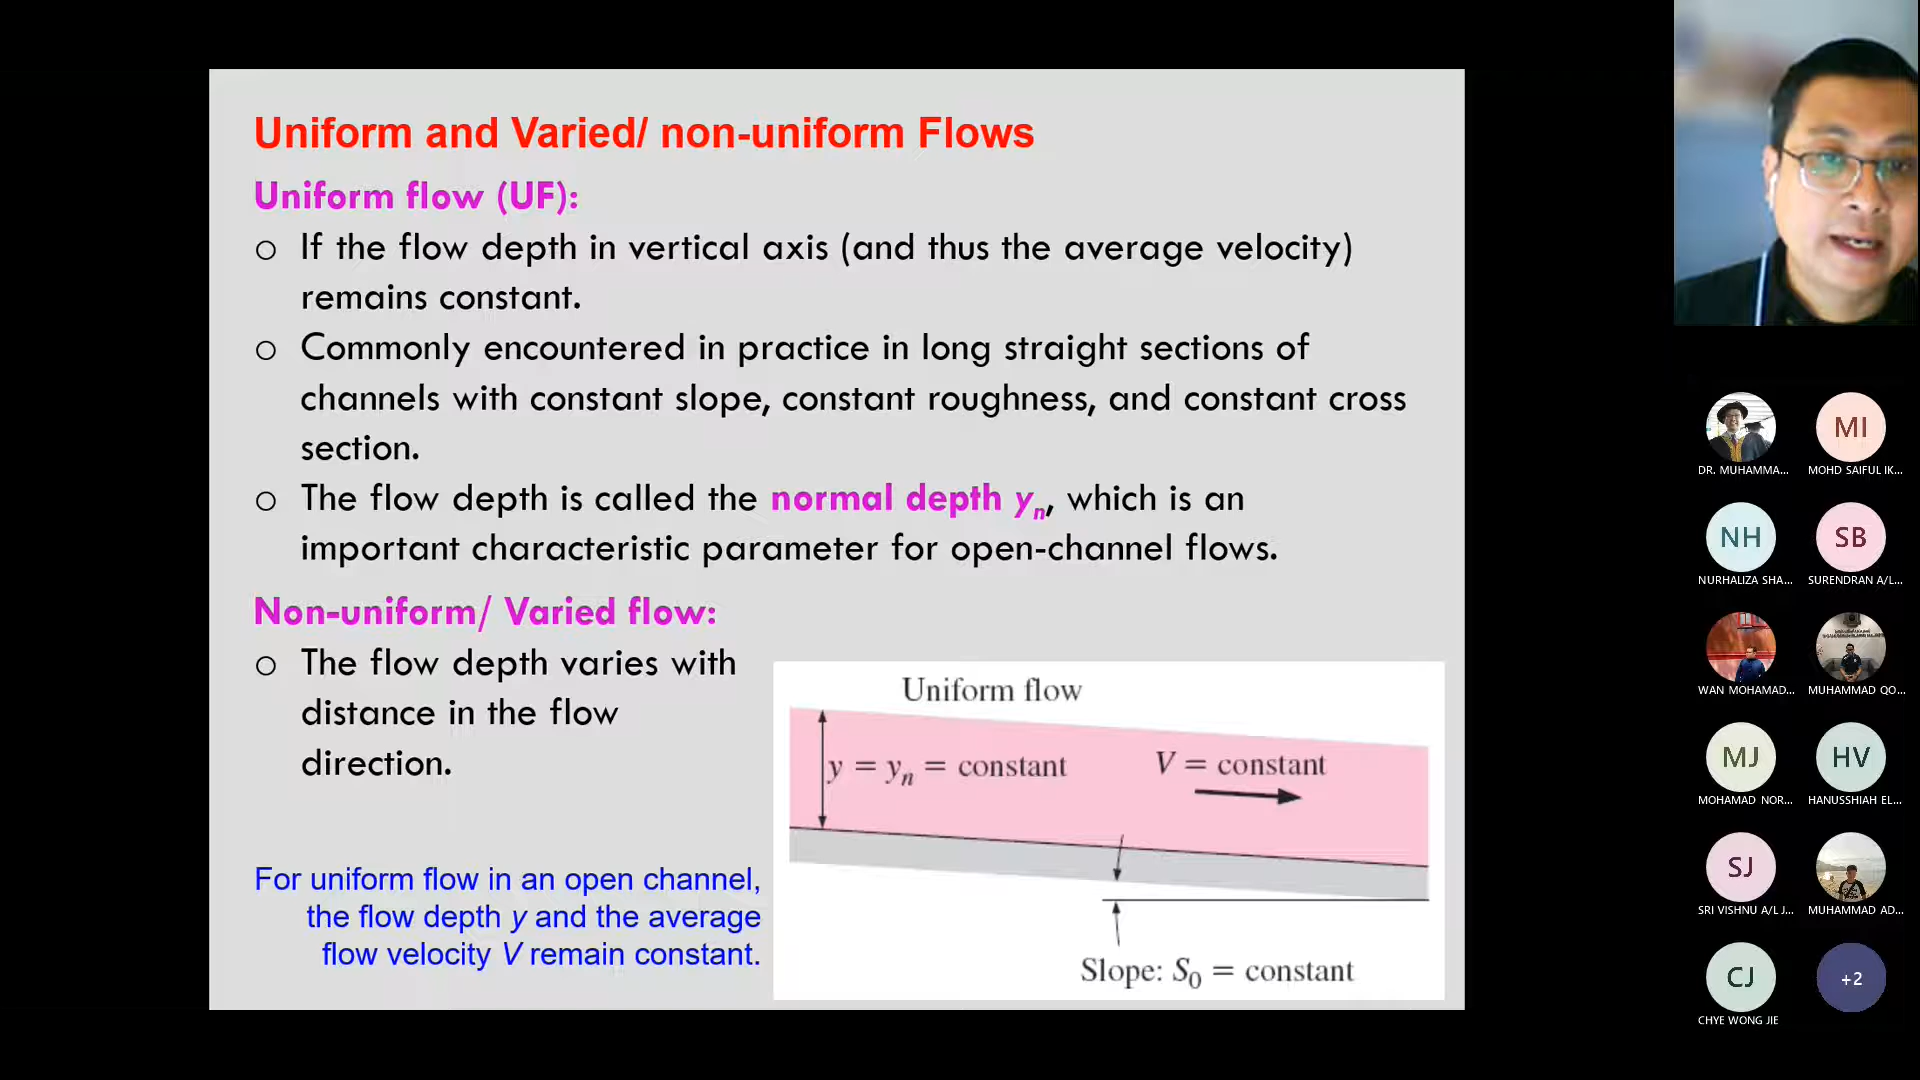 Uniform and Varied/ non-uniform Flows
Uniform flow (UF):
o If the flow depth in vertical axis (and thus the average velocity)
remains constant.
o Commonly encountered in practice in long straight sections of
channels with constant slope, constant roughness, and constant cross
section.
o The flow depth is called the normal depth yn, which is an
important characteristic parameter for open-channel flows.
Non-uniform/ Varied flow:
o The flow depth varies with
distance in the flow
direction.
For uniform flow in an open channel,
the flow depth y and the average
flow velocity V remain constant.
Uniform flow
y = yn = constant
V = constant
Slope: S0 = constant
MI
DR. MUHAMMA...
MOHD SAIFUL IK...
NH
SB
NURHALIZA SHA...
SURENDRAN A/L...
WAN MOHAMAD...
MUHAMMAD QO...
MJ
HV
MOHAMAD NOR...
HANUSSHIAH EL...
SJ
SRI VISHNU A/L J...
MUHAMMAD AD...
CJ
+2
CHYE WONG JIE